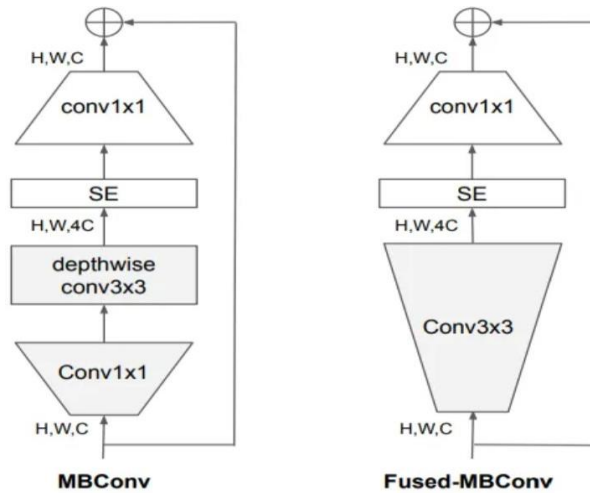 H,W,C
conv1x1
SE
H,W,4C
depthwise
conv3x3
Conv1x1
H,W,C
MBConv
H,W,C
conv1x1
SE
H,W,4C
Conv3x3
H,W,C
Fused-MBConv